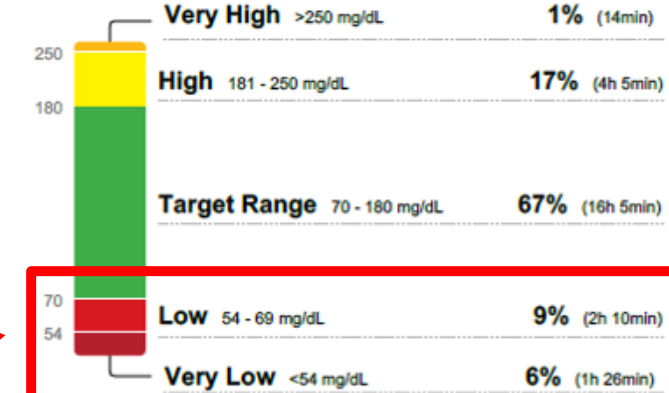 Very High >250 mg/dL 1% (14min)
250
High 181 - 250 mg/dL 17% (4h 5min)
180
Target Range 70 - 180 mg/dL 67% (16h 5min)
70
Low 54 - 69 mg/dL 9% (2h 10min)
54
Very Low <54 mg/dL 6% (1h 26min)